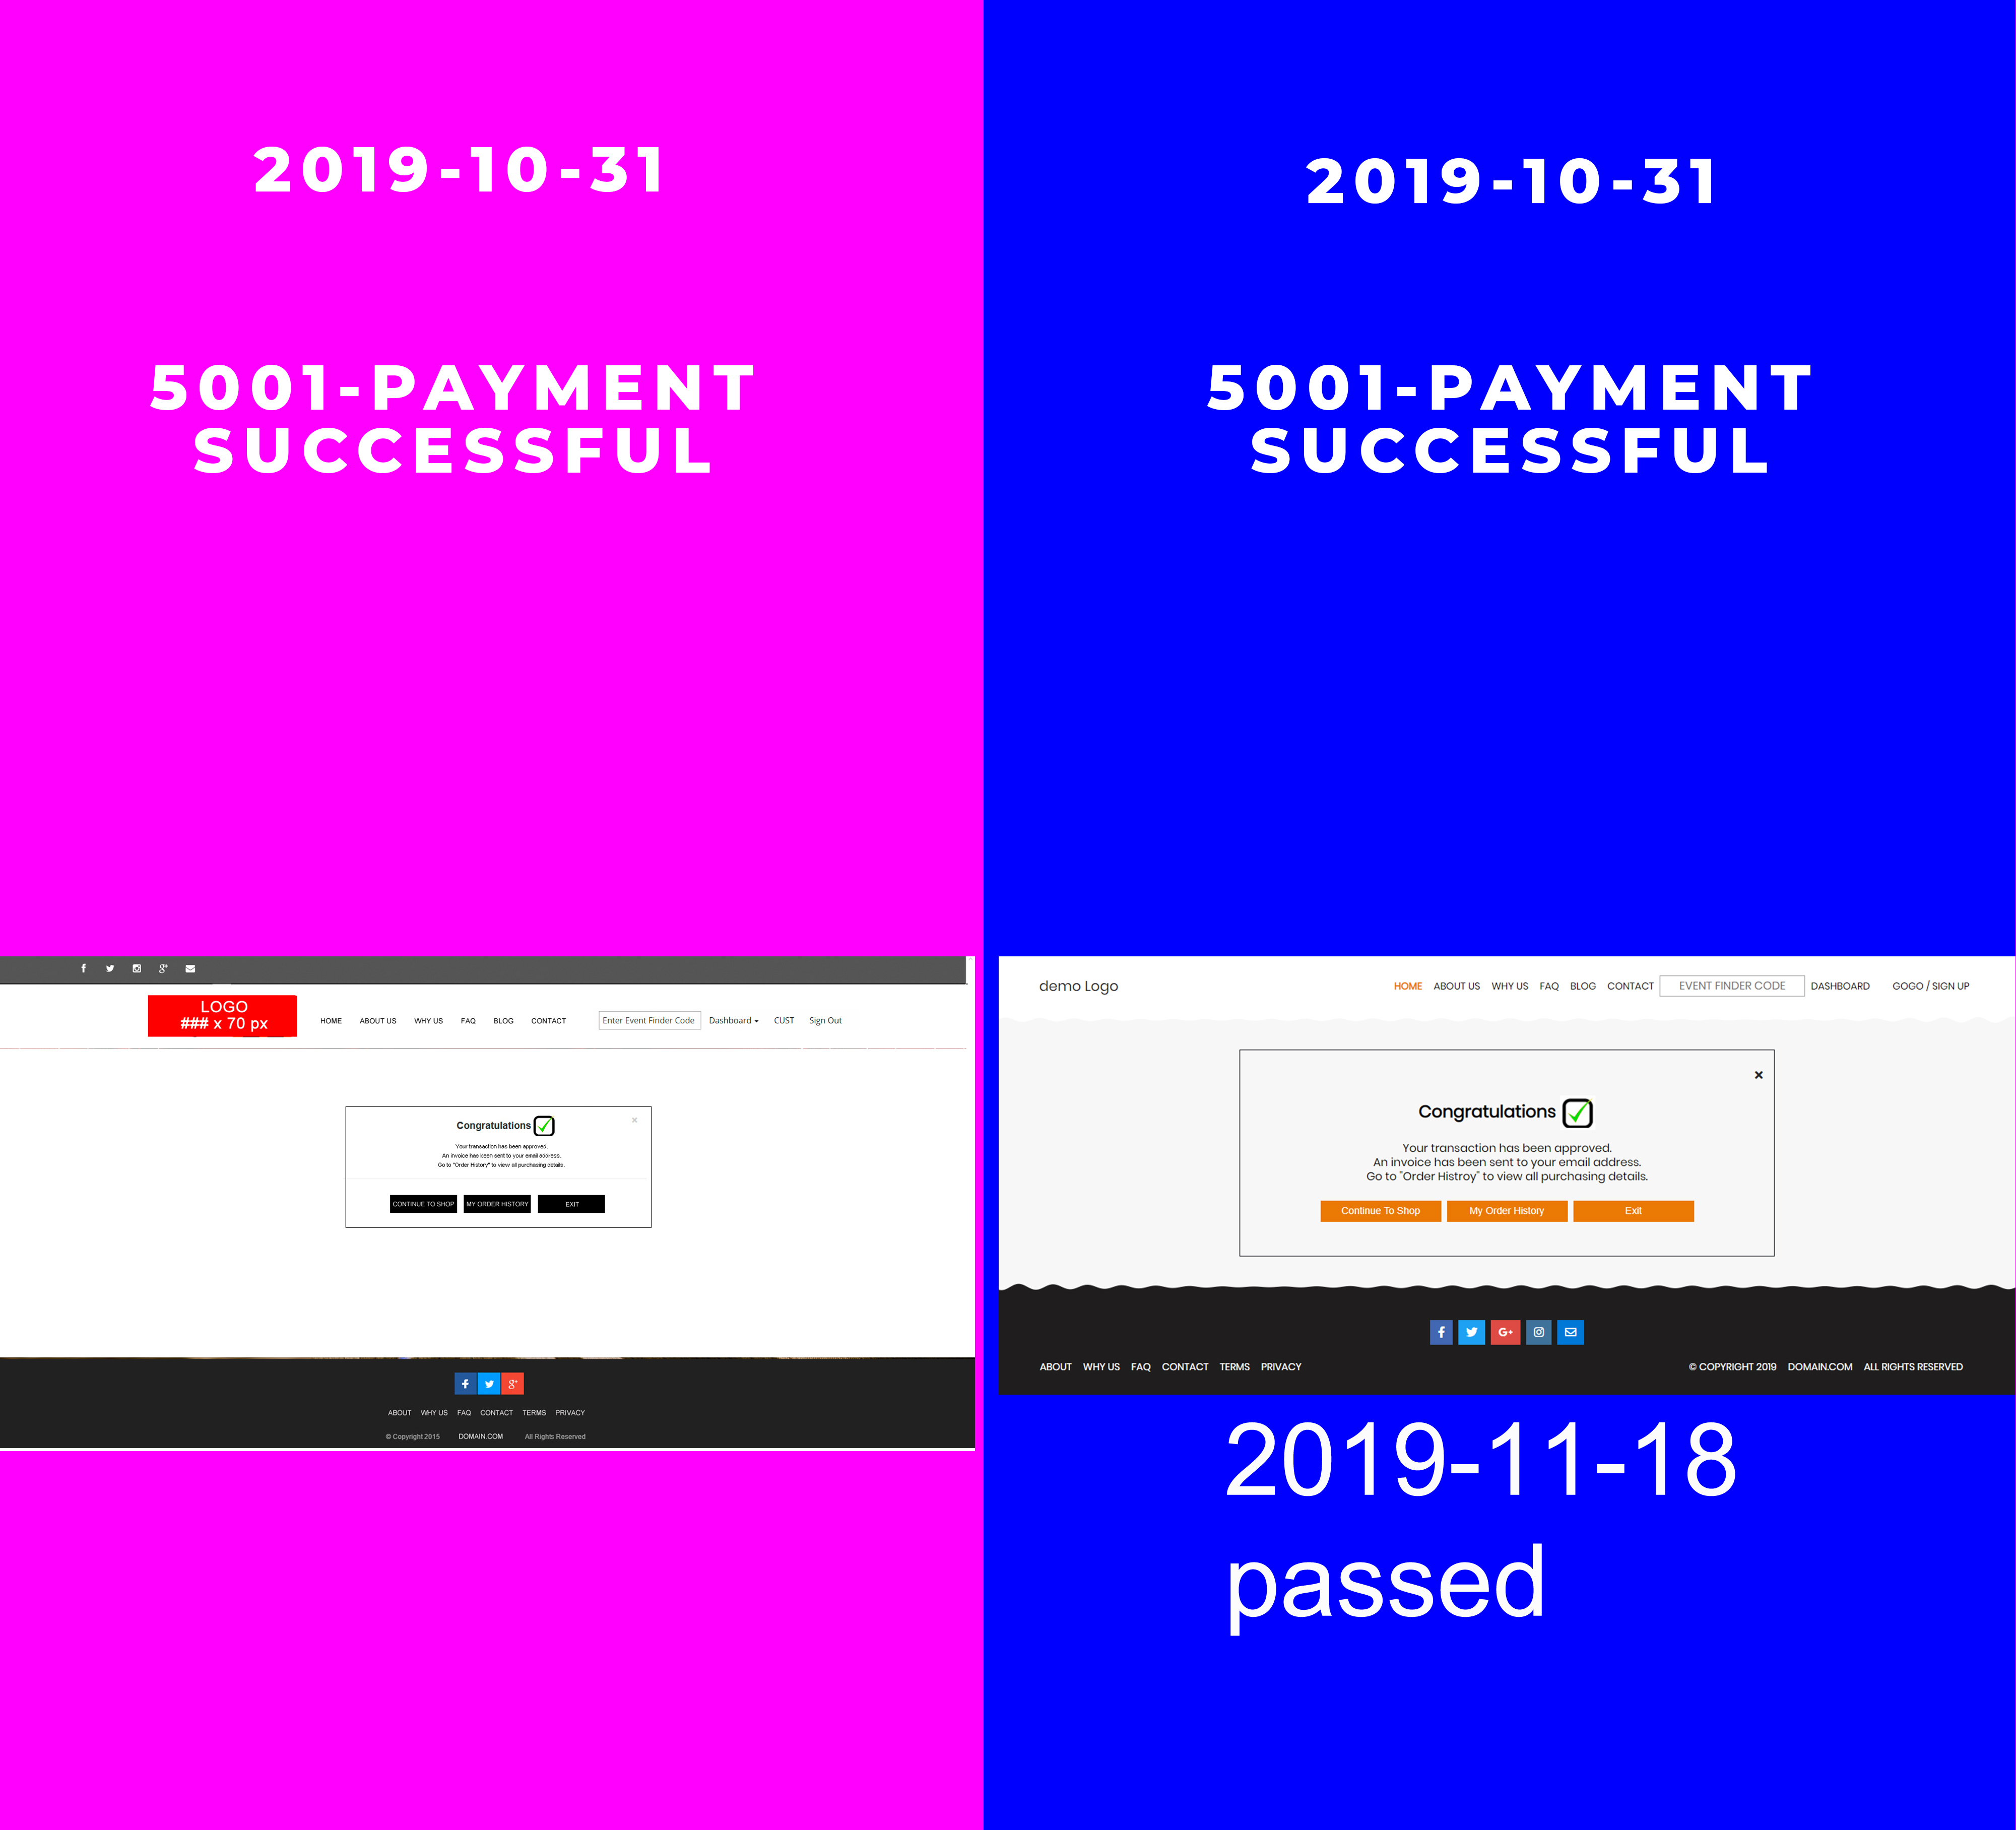 2019-10-31
5001-PAYMENT
SUCCESSFUL
LOGO
### x 70 px
HOME ABOUT US WHY US FAQ BLOG CONTACT Enter Event Finder Code Dashboard CUST Sign Out
Congratulations
×
Your transaction has been approved.
An invoice has been sent to your email address.
Go to "Order History" to view all purchasing details.
CONTINUE TO SHOP MY ORDER HISTORY EXIT
ABOUT WHY US FAQ CONTACT TERMS PRIVACY
© Copyright 2015 DOMAIN.COM All Rights Reserved
2019-10-31
5001-PAYMENT
SUCCESSFUL
demo Logo HOME ABOUT US WHY US FAQ BLOG CONTACT EVENT FINDER CODE DASHBOARD GOGO / SIGN UP
×
Congratulations
Your transaction has been approved.
An invoice has been sent to your email address.
Go to "Order Histroy" to view all purchasing details.
Continue To Shop My Order History Exit
ABOUT WHY US FAQ CONTACT TERMS PRIVACY © COPYRIGHT 2019 DOMAIN.COM ALL RIGHTS RESERVED
2019-11-18
passed